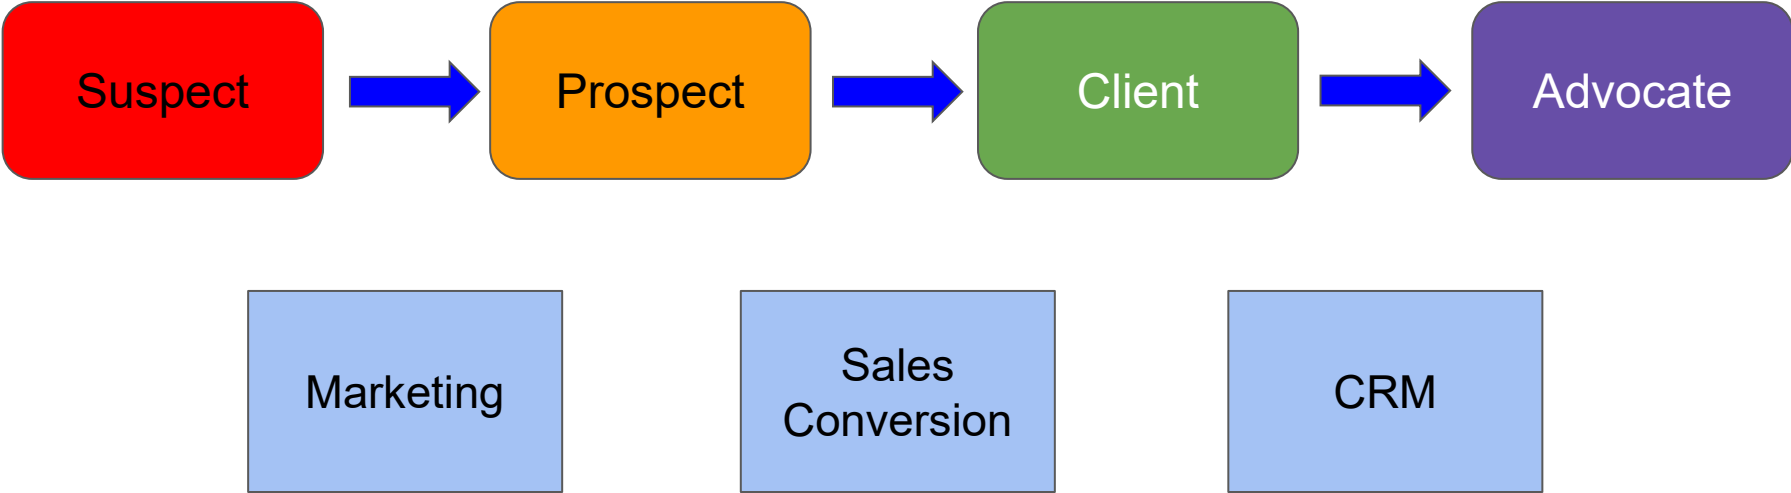 Suspect
Prospect
Client
Advocate
Marketing
Sales
Conversion
CRM